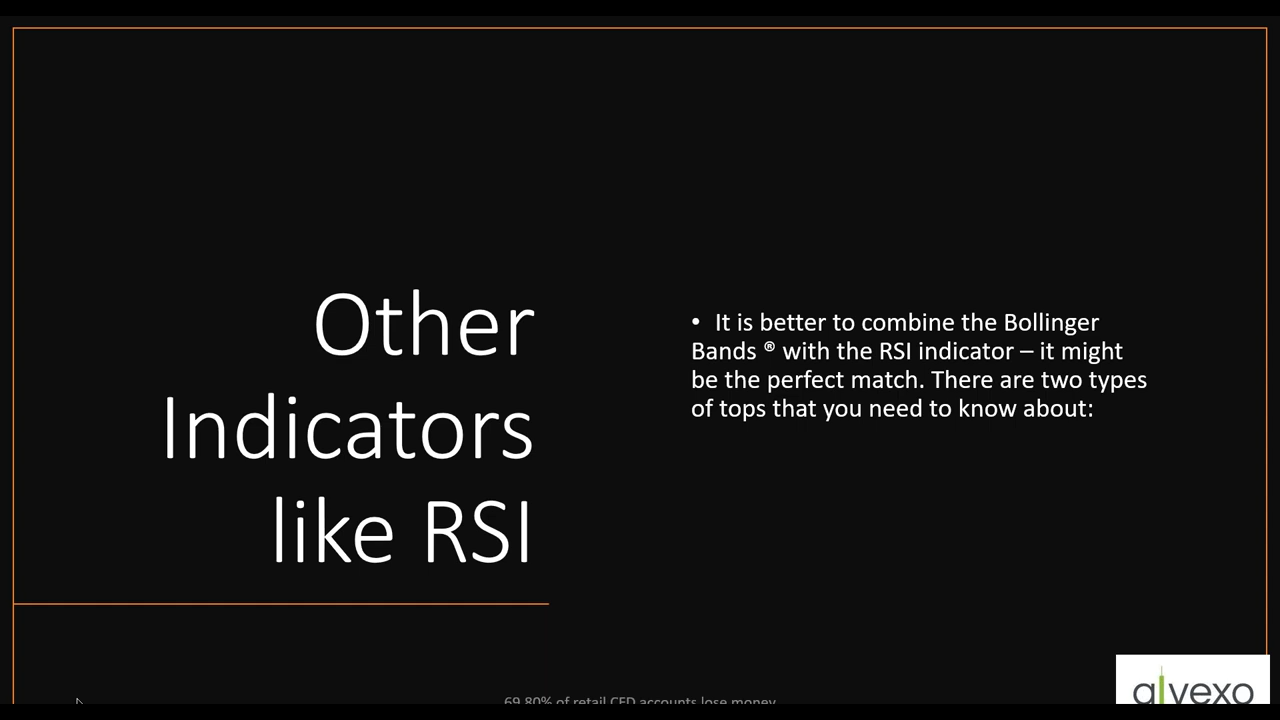 Other
Indicators
like RSI
• It is better to combine the Bollinger
Bands ® with the RSI indicator – it might
be the perfect match. There are two types
of tops that you need to know about:
69.80% of retail CFD accounts lose money
alvexo